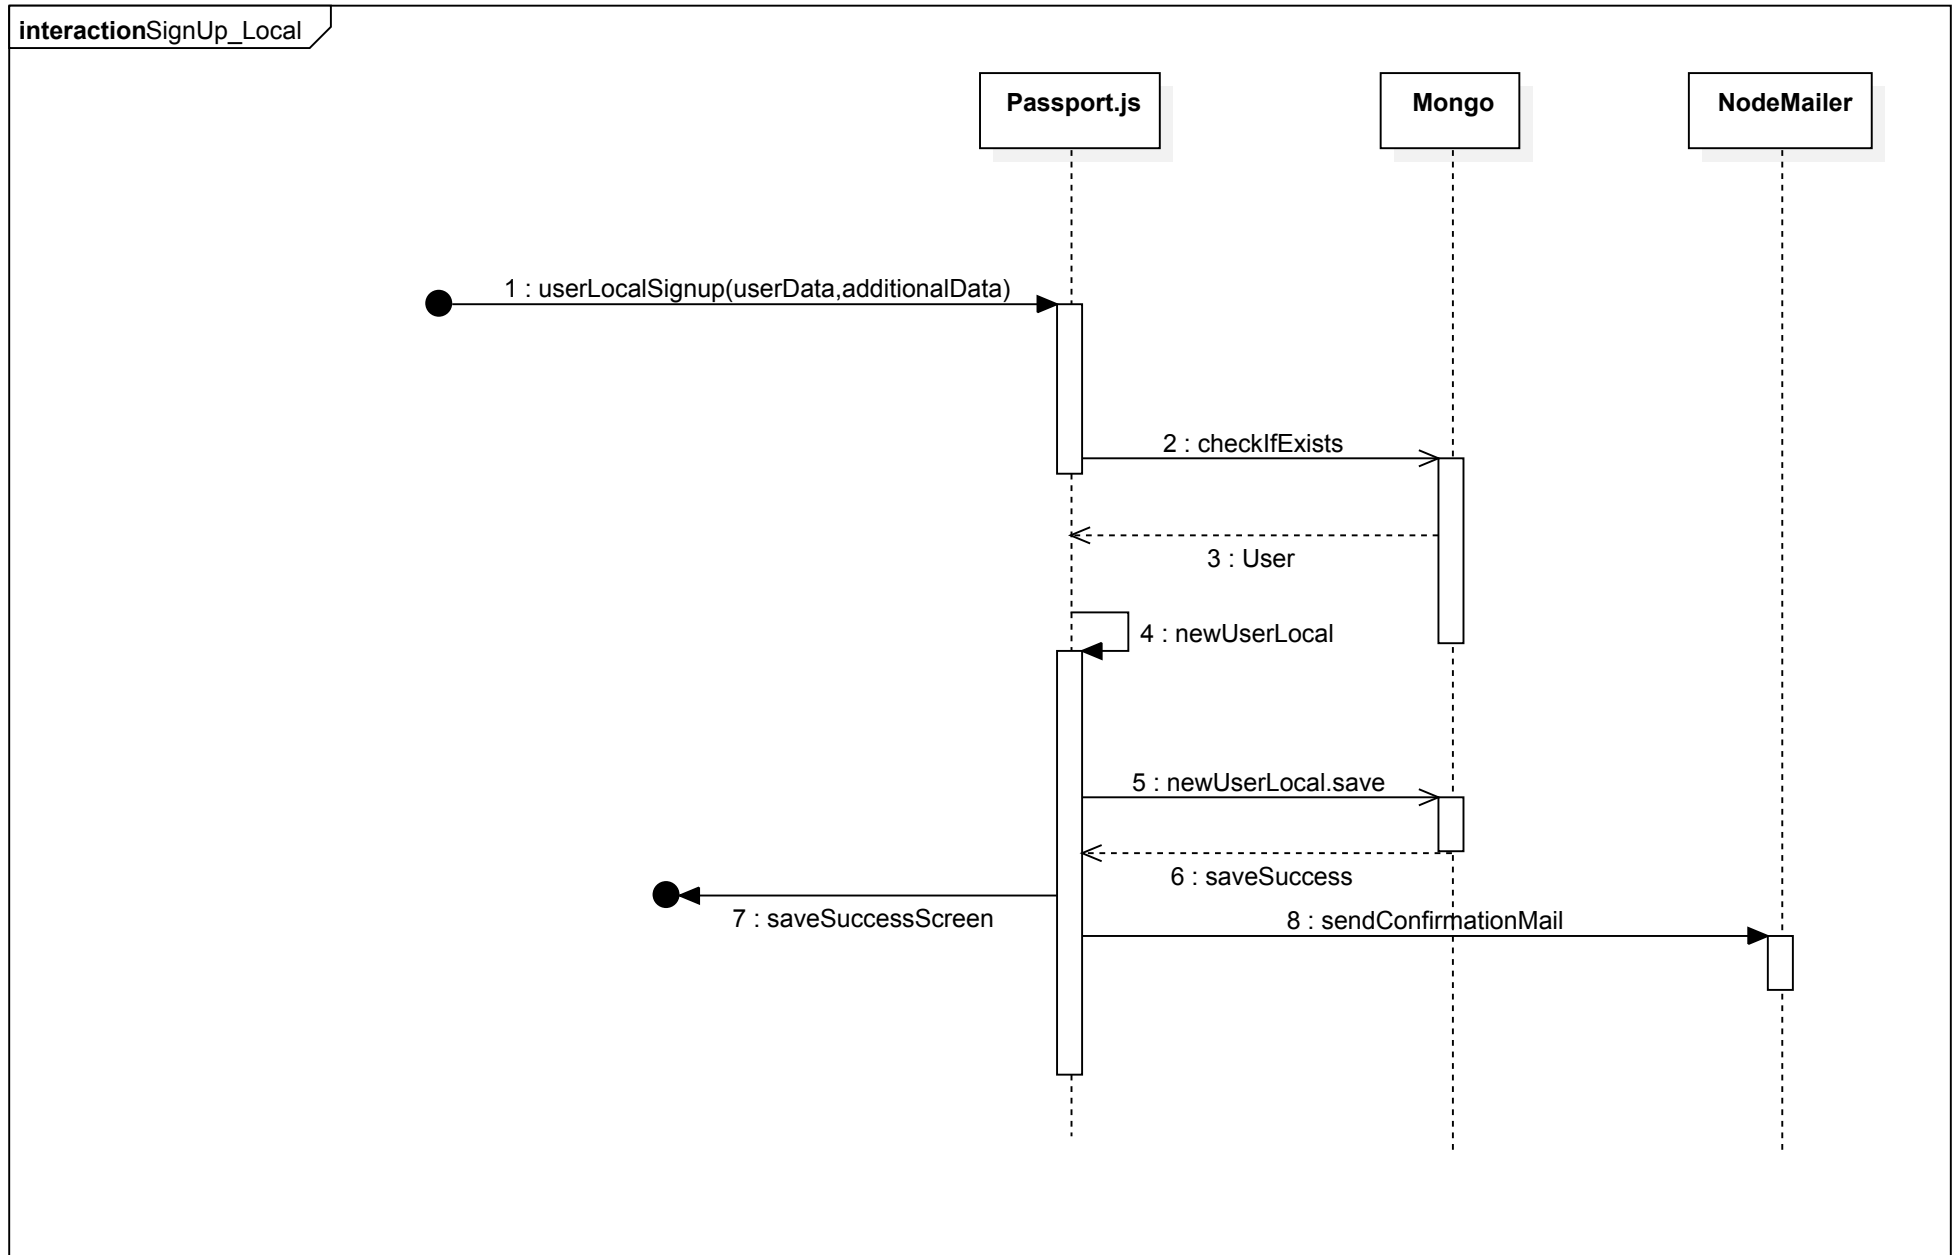 interactionSignUp_Local
Passport.js
Mongo
NodeMailer
1 : userLocalSignup(userData,additionalData)
2 : checkIfExists
3 : User
4 : newUserLocal
5 : newUserLocal.save
6 : saveSuccess
7 : saveSuccessScreen
8 : sendConfirmationMail